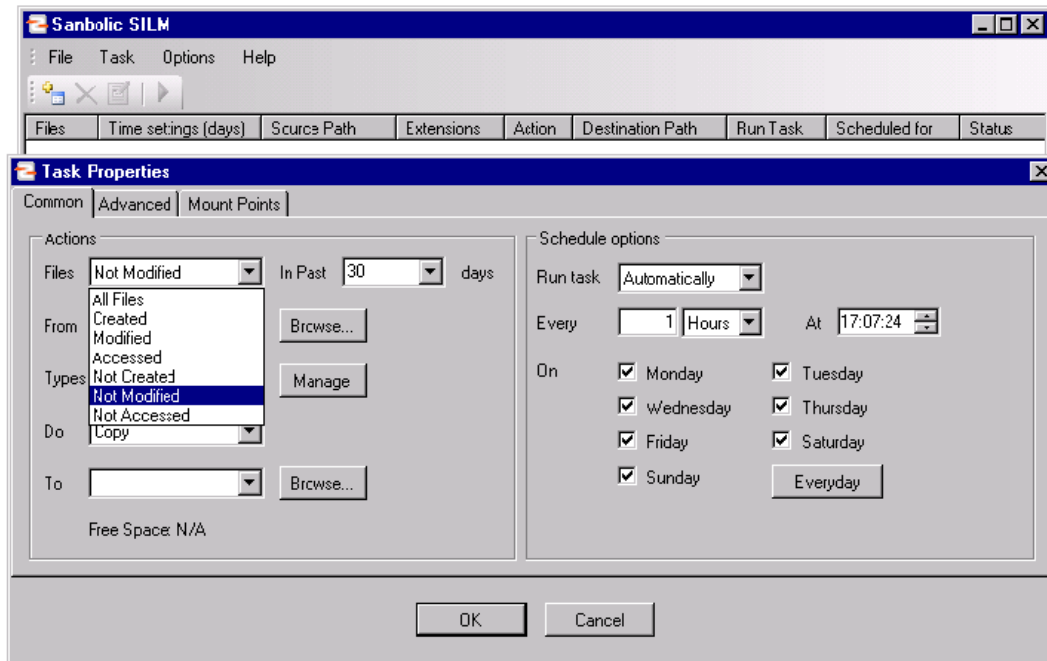 Sanbolic SILM
File Task Options Help
Files Time settings (days) Source Path Extensions Action Destination Path Run Task Scheduled for Status
Task Properties
Common Advanced Mount Points
Actions
Files Not Modified In Past 30 days
All Files
Created
Modified
Accessed
Not Created
Not Modified
Not Accessed
From Browse...
Types Manage
Do Copy
To Browse...
Free Space: N/A
Schedule options
Run task Automatically
Every 1 Hours At 17:07:24
On Monday Tuesday
Wednesday Thursday
Friday Saturday
Sunday Everyday
OK Cancel